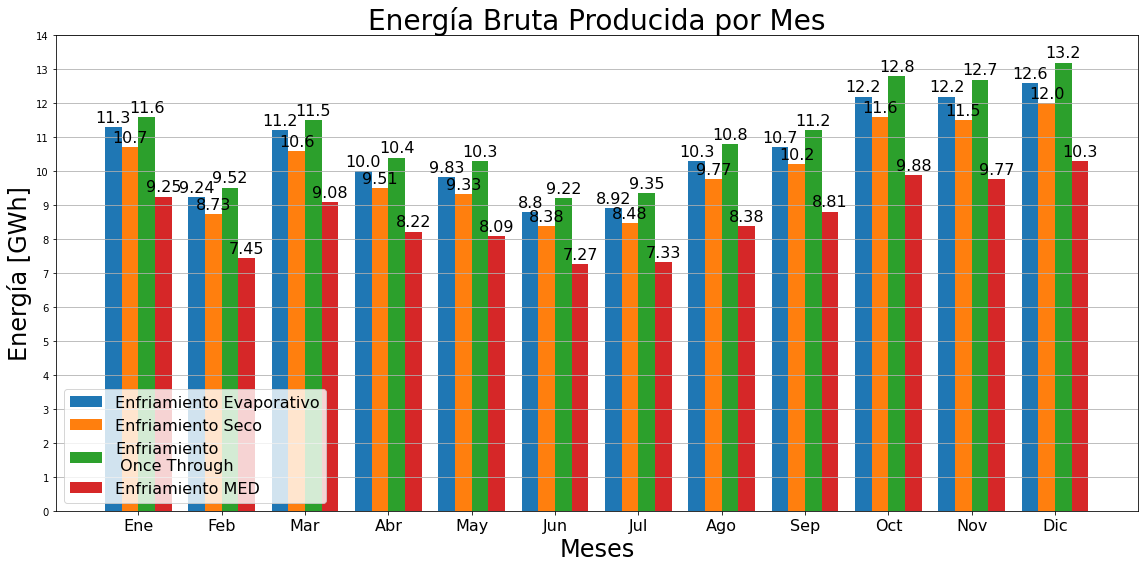 Energía Bruta Producida por Mes
Energía [GWh]
14
13
12
11
10
9
8
7
6
5
4
3
2
1
0
11.3 10.7 11.6 9.25
9.24 8.73 9.52 7.45
11.2 10.6 11.5 9.08
10.0 9.51 10.4 8.22
9.83 9.33 10.3 8.09
8.8 8.38 9.22 7.27
8.92 8.48 9.35 7.33
10.3 9.77 10.8 8.38
10.7 10.2 11.2 8.81
12.2 11.6 12.8 9.88
12.2 11.5 12.7 9.77
12.6 12.0 13.2 10.3
Enfriamiento Evaporativo
Enfriamiento Seco
Enfriamiento
Once Through
Enfriamiento MED
Ene Feb Mar Abr May Jun Jul Ago Sep Oct Nov Dic
Meses